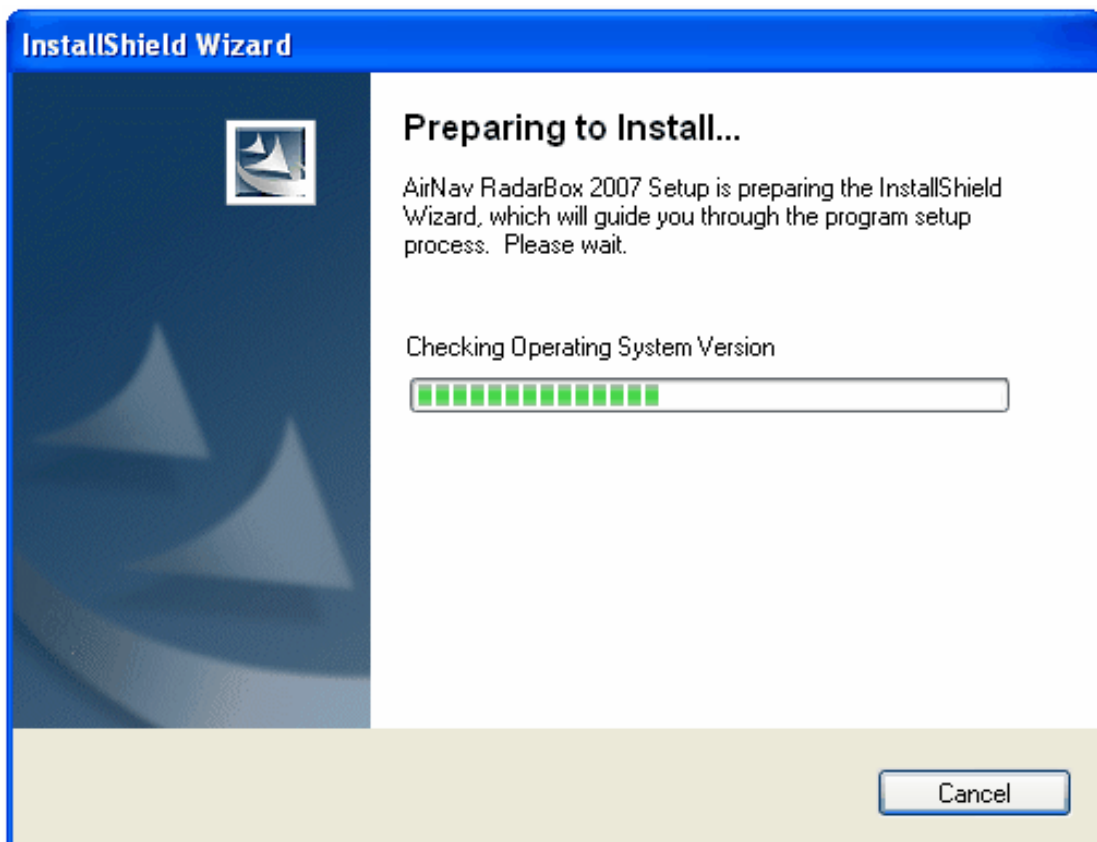 InstallShield Wizard
Preparing to Install...
AirNav RadarBox 2007 Setup is preparing the InstallShield
Wizard, which will guide you through the program setup
process.  Please wait.
Checking Operating System Version
Cancel